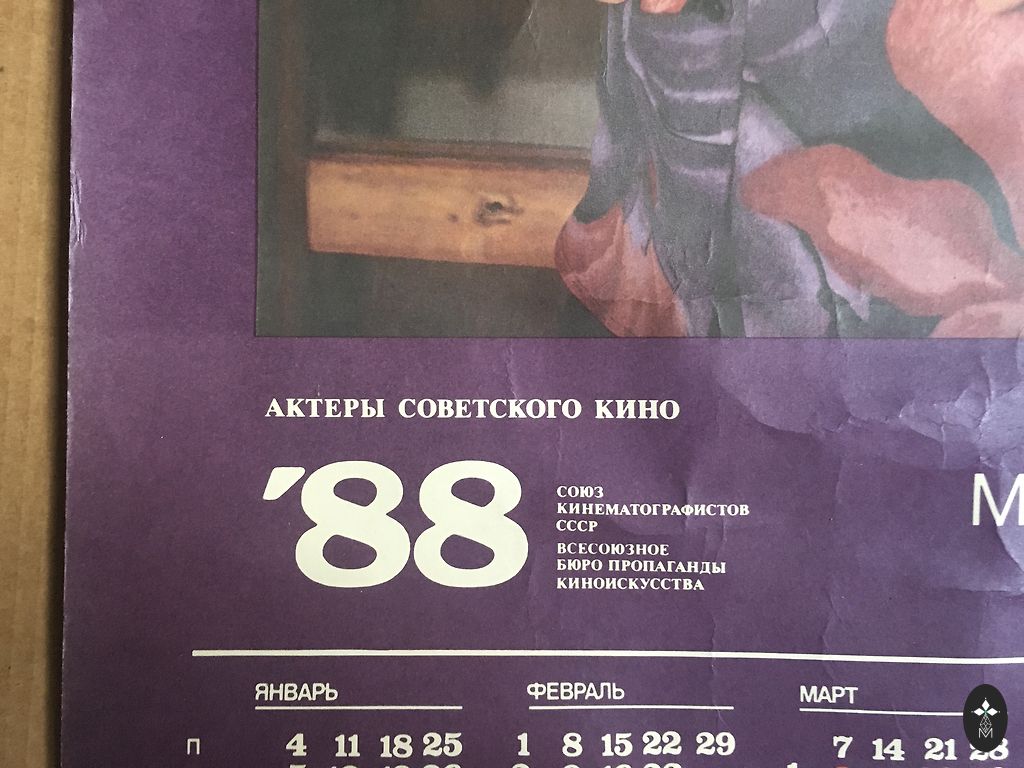 АКТЕРЫ СОВЕТСКОГО КИНО
'88
СОЮЗ
КИНЕМАТОГРАФИСТОВ
СССР
ВСЕСОЮЗНОЕ
БЮРО ПРОПАГАНДЫ
КИНОИСКУССТВА
М
ЯНВАРЬ ФЕВРАЛЬ МАРТ
П 4 11 18 25 1 8 15 22 29 7 14 21 28